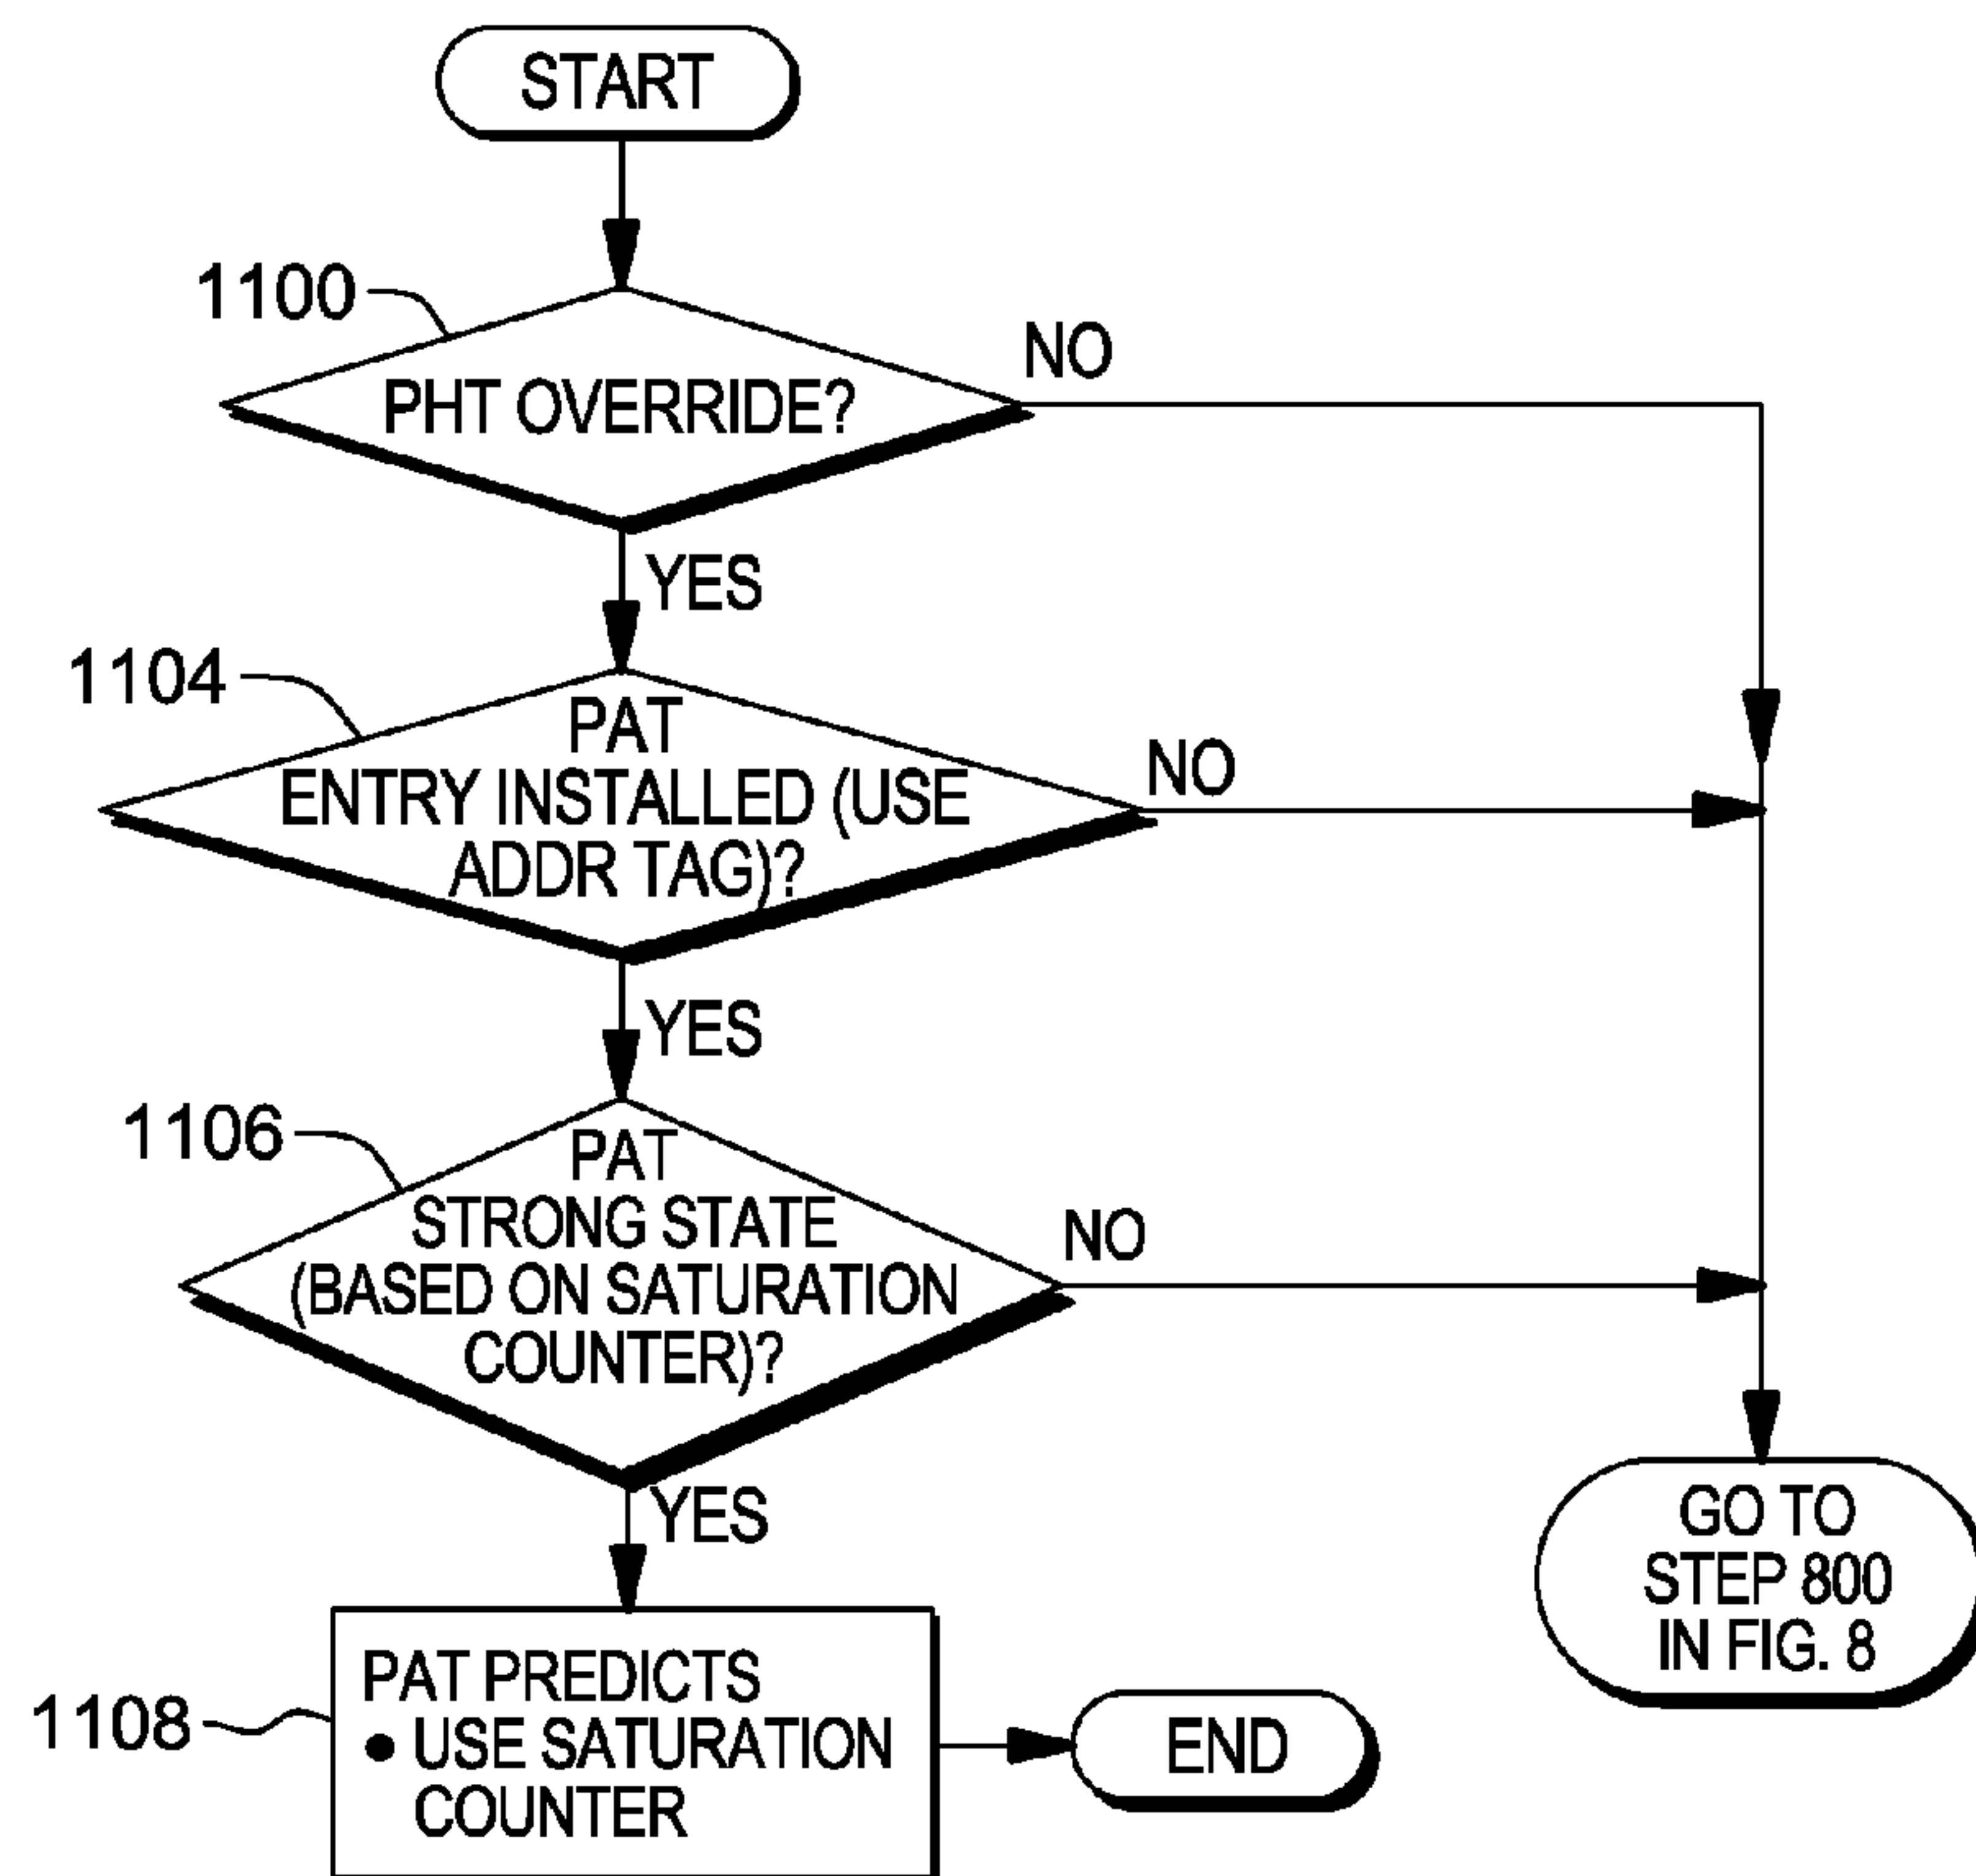 START
1100
PHT OVERRIDE?
NO
YES
1104
PAT
ENTRY INSTALLED (USE
ADDR TAG)?
NO
YES
1106
PAT
STRONG STATE
(BASED ON SATURATION
COUNTER)?
NO
YES
GO TO
STEP 800
IN FIG. 8
1108
PAT PREDICTS
● USE SATURATION
COUNTER
END